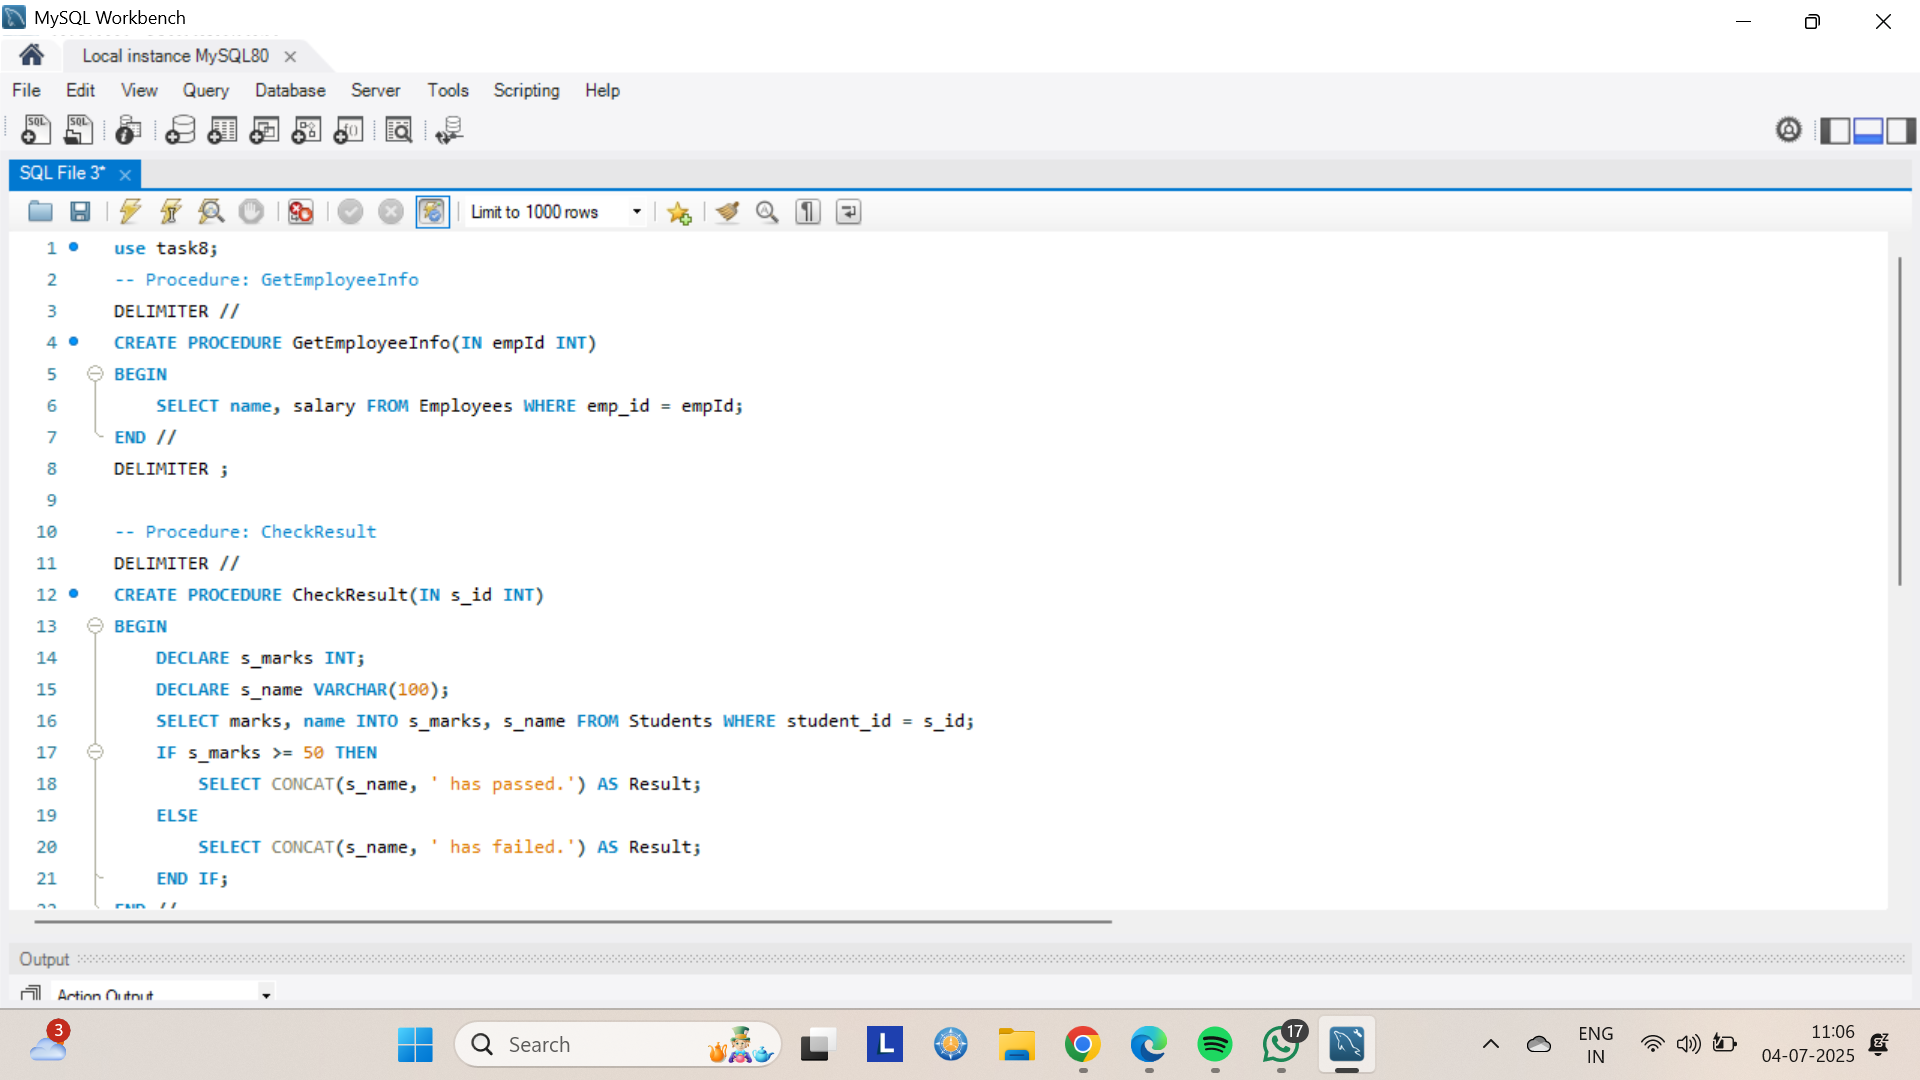 MySQL Workbench
Local instance MySQL80
File Edit View Query Database Server Tools Scripting Help
SQL SQL
SQL File 3*
Limit to 1000 rows
1 use task8;
2 -- Procedure: GetEmployeeInfo
3 DELIMITER //
4 CREATE PROCEDURE GetEmployeeInfo(IN empId INT)
5 BEGIN
6 SELECT name, salary FROM Employees WHERE emp_id = empId;
7 END //
8 DELIMITER ;
9
10 -- Procedure: CheckResult
11 DELIMITER //
12 CREATE PROCEDURE CheckResult(IN s_id INT)
13 BEGIN
14 DECLARE s_marks INT;
15 DECLARE s_name VARCHAR(100);
16 SELECT marks, name INTO s_marks, s_name FROM Students WHERE student_id = s_id;
17 IF s_marks >= 50 THEN
18 SELECT CONCAT(s_name, ' has passed.') AS Result;
19 ELSE
20 SELECT CONCAT(s_name, ' has failed.') AS Result;
21 END IF;
22 END //
Output
Action Output
3
Search
L
17
ENG
IN
11:06
04-07-2025